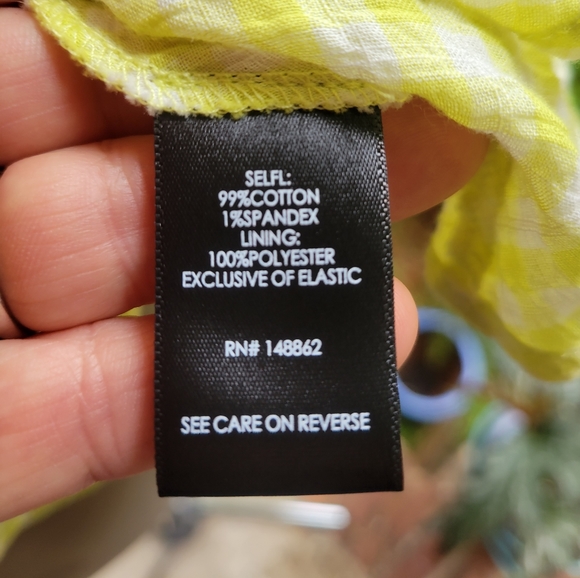 SELFL:
99%COTTON
1%SPANDEX
LINING:
100%POLYESTER
EXCLUSIVE OF ELASTIC
RN# 148862
SEE CARE ON REVERSE